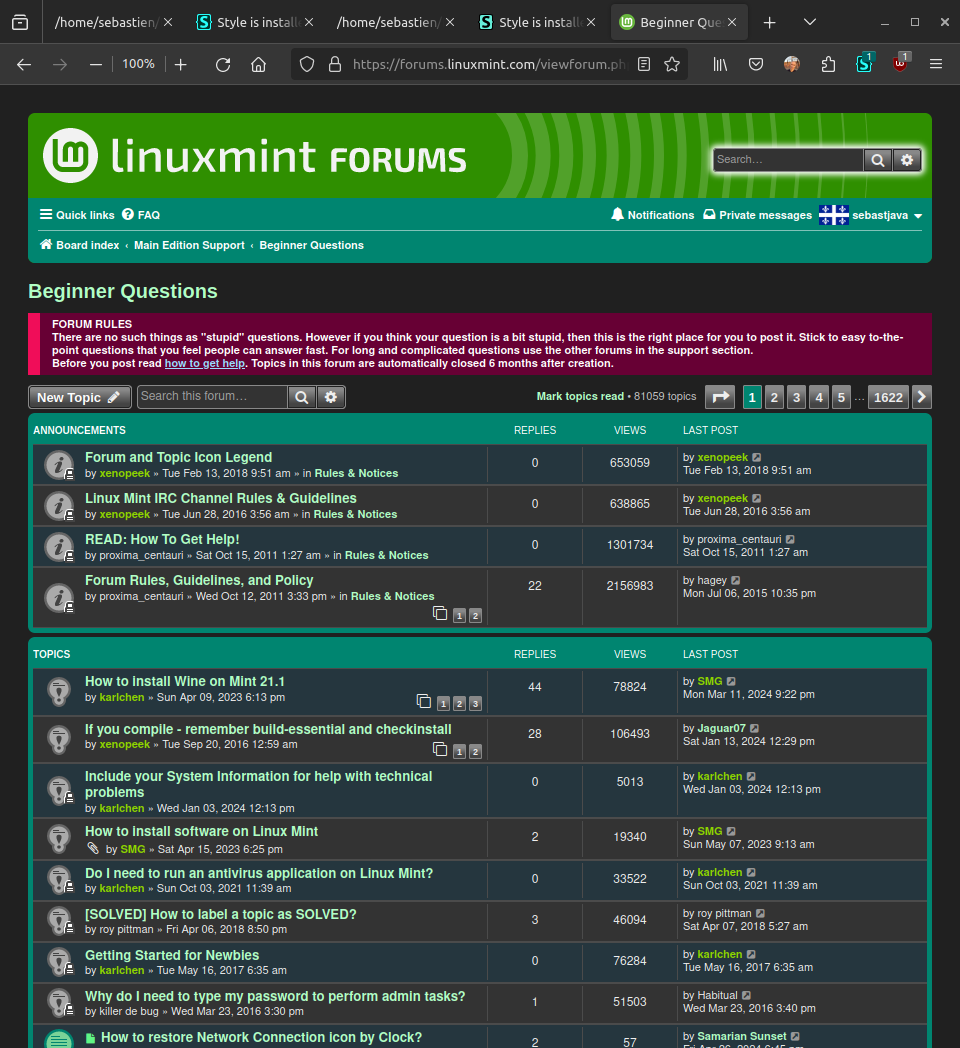 /home/sebastien/
Style is install
/home/sebastien/
Style is install
Beginner Que
100%
https://forums.linuxmint.com/viewforum.ph
1
1
linuxmint FORUMS
Search…
Quick links
FAQ
Notifications
Private messages
sebastjava
Board index ‹ Main Edition Support ‹ Beginner Questions
Beginner Questions
FORUM RULES
There are no such things as "stupid" questions. However if you think your question is a bit stupid, then this is the right place for you to post it. Stick to easy to-the-
point questions that you feel people can answer fast. For long and complicated questions use the other forums in the support section.
Before you post read how to get help. Topics in this forum are automatically closed 6 months after creation.
New Topic
Search this forum…
Mark topics read • 81059 topics
1 2 3 4 5 … 1622
ANNOUNCEMENTS REPLIES VIEWS LAST POST
Forum and Topic Icon Legend
by xenopeek » Tue Feb 13, 2018 9:51 am » in Rules & Notices
0
653059
by xenopeek
Tue Feb 13, 2018 9:51 am
Linux Mint IRC Channel Rules & Guidelines
by xenopeek » Tue Jun 28, 2016 3:56 am » in Rules & Notices
0
638865
by xenopeek
Tue Jun 28, 2016 3:56 am
READ: How To Get Help!
by proxima_centauri » Sat Oct 15, 2011 1:27 am » in Rules & Notices
0
1301734
by proxima_centauri
Sat Oct 15, 2011 1:27 am
Forum Rules, Guidelines, and Policy
by proxima_centauri » Wed Oct 12, 2011 3:33 pm » in Rules & Notices
1 2
22
2156983
by hagey
Mon Jul 06, 2015 10:35 pm
TOPICS REPLIES VIEWS LAST POST
How to install Wine on Mint 21.1
by karlchen » Sun Apr 09, 2023 6:13 pm
1 2 3
44
78824
by SMG
Mon Mar 11, 2024 9:22 pm
If you compile - remember build-essential and checkinstall
by xenopeek » Tue Sep 20, 2016 12:59 am
1 2
28
106493
by Jaguar07
Sat Jan 13, 2024 12:29 pm
Include your System Information for help with technical
problems
by karlchen » Wed Jan 03, 2024 12:13 pm
0
5013
by karlchen
Wed Jan 03, 2024 12:13 pm
How to install software on Linux Mint
by SMG » Sat Apr 15, 2023 6:25 pm
2
19340
by SMG
Sun May 07, 2023 9:13 am
Do I need to run an antivirus application on Linux Mint?
by karlchen » Sun Oct 03, 2021 11:39 am
0
33522
by karlchen
Sun Oct 03, 2021 11:39 am
[SOLVED] How to label a topic as SOLVED?
by roy pittman » Fri Apr 06, 2018 8:50 pm
3
46094
by roy pittman
Sat Apr 07, 2018 5:27 am
Getting Started for Newbies
by karlchen » Tue May 16, 2017 6:35 am
0
76284
by karlchen
Tue May 16, 2017 6:35 am
Why do I need to type my password to perform admin tasks?
by killer de bug » Wed Mar 23, 2016 3:30 pm
1
51503
by Habitual
Wed Mar 23, 2016 3:40 pm
How to restore Network Connection icon by Clock?
2
57
by Samarian Sunset